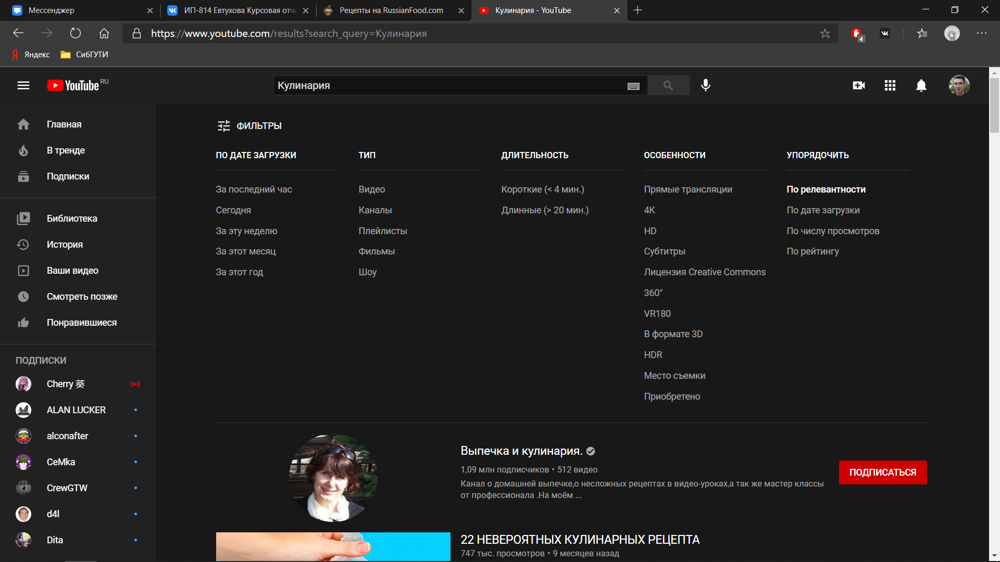 Мессенджер
ИП-814 Евтухова Курсовая отчё
Рецепты на RussianFood.com
Кулинария - YouTube
https://www.youtube.com/results?search_query=Кулинария
4
Яндекс
СибГУТИ
YouTube RU
Кулинария
Главная
В тренде
Подписки
Библиотека
История
Ваши видео
Смотреть позже
Понравившиеся
ПОДПИСКИ
Cherry 葵
ALAN LUCKER
alconafter
CeMka
CrewGTW
d4l
Dita
ФИЛЬТРЫ
ПО ДАТЕ ЗАГРУЗКИ
За последний час
Сегодня
За эту неделю
За этот месяц
За этот год
ТИП
Видео
Каналы
Плейлисты
Фильмы
Шоу
ДЛИТЕЛЬНОСТЬ
Короткие (< 4 мин.)
Длинные (> 20 мин.)
ОСОБЕННОСТИ
Прямые трансляции
4K
HD
Субтитры
Лицензия Creative Commons
360°
VR180
В формате 3D
HDR
Место съемки
Приобретено
УПОРЯДОЧИТЬ
По релевантности
По дате загрузки
По числу просмотров
По рейтингу
Выпечка и кулинария.
1,09 млн подписчиков • 512 видео
Канал о домашней выпечке,о несложных рецептах в видео-уроках,а так же мастер классы
от профессионала .На моём ...
ПОДПИСАТЬСЯ
22 НЕВЕРОЯТНЫХ КУЛИНАРНЫХ РЕЦЕПТА
747 тыс. просмотров • 9 месяцев назад